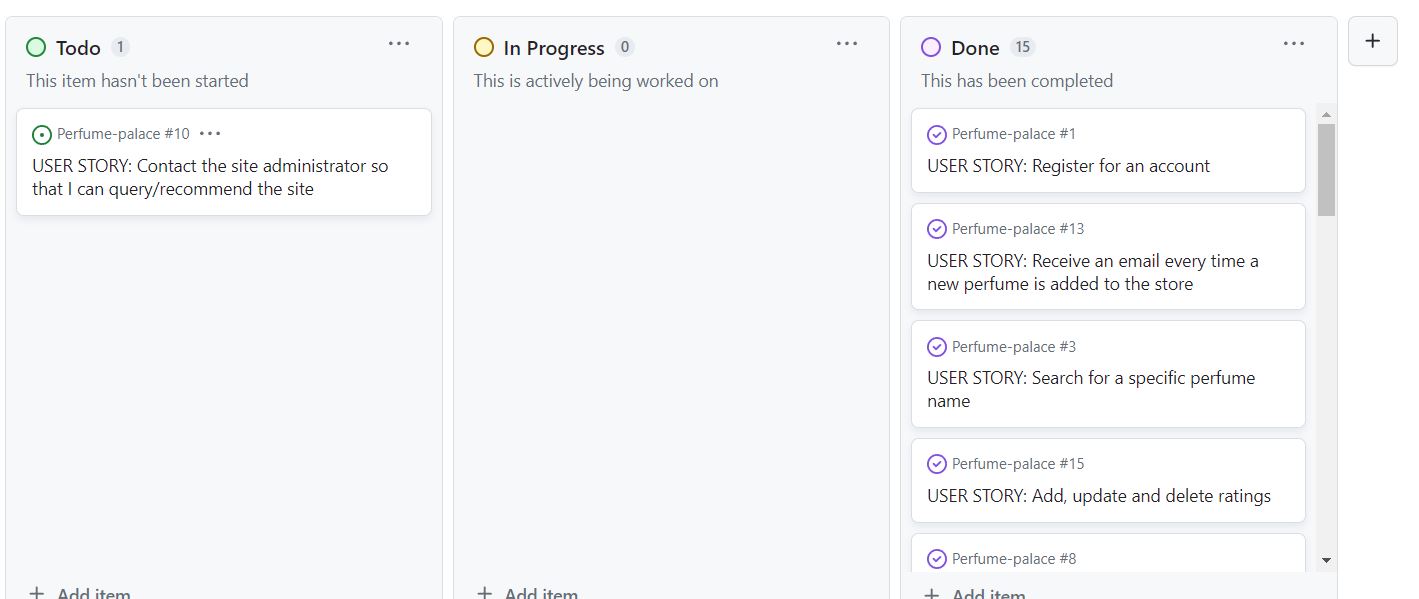 Todo 1
This item hasn't been started
Perfume-palace #10
USER STORY: Contact the site administrator so
that I can query/recommend the site
Add item
In Progress 0
This is actively being worked on
Add item
Done 15
This has been completed
Perfume-palace #1
USER STORY: Register for an account
Perfume-palace #13
USER STORY: Receive an email every time a
new perfume is added to the store
Perfume-palace #3
USER STORY: Search for a specific perfume
name
Perfume-palace #15
USER STORY: Add, update and delete ratings
Perfume-palace #8
Add item